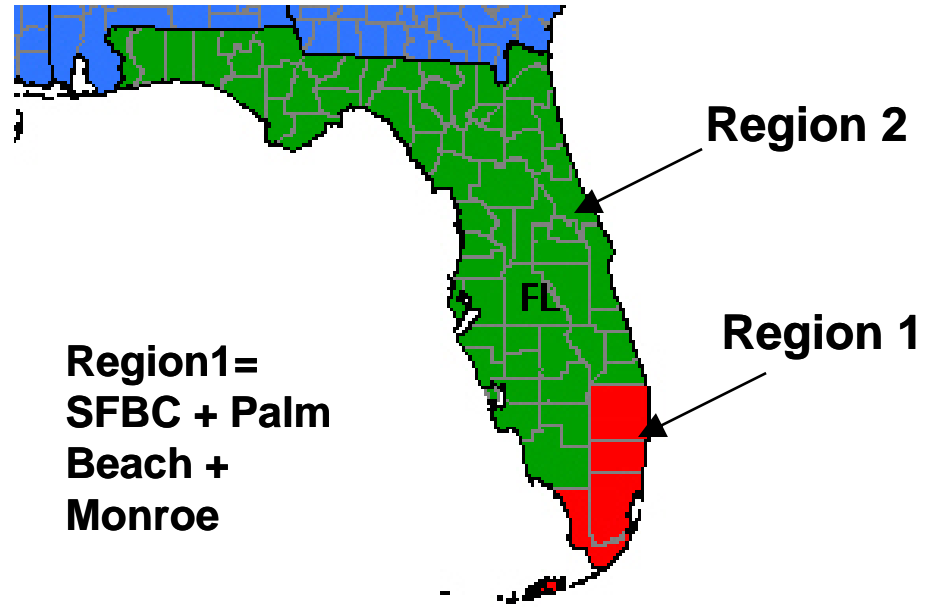 Region 2
FL
Region 1
Region1=
SFBC + Palm
Beach +
Monroe